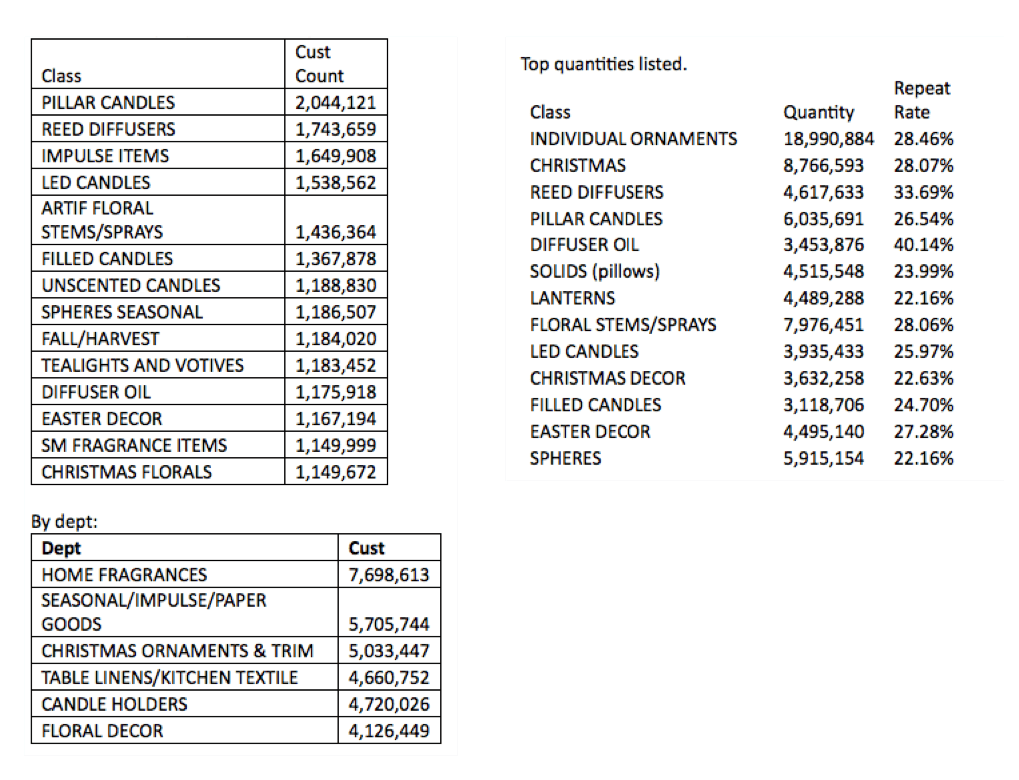 Class Cust Count
PILLAR CANDLES 2,044,121
REED DIFFUSERS 1,743,659
IMPULSE ITEMS 1,649,908
LED CANDLES 1,538,562
ARTIF FLORAL
STEMS/SPRAYS 1,436,364
FILLED CANDLES 1,367,878
UNSCENTED CANDLES 1,188,830
SPHERES SEASONAL 1,186,507
FALL/HARVEST 1,184,020
TEALIGHTS AND VOTIVES 1,183,452
DIFFUSER OIL 1,175,918
EASTER DECOR 1,167,194
SM FRAGRANCE ITEMS 1,149,999
CHRISTMAS FLORALS 1,149,672
By dept:
Dept Cust
HOME FRAGRANCES 7,698,613
SEASONAL/IMPULSE/PAPER
GOODS 5,705,744
CHRISTMAS ORNAMENTS & TRIM 5,033,447
TABLE LINENS/KITCHEN TEXTILE 4,660,752
CANDLE HOLDERS 4,720,026
FLORAL DECOR 4,126,449
Top quantities listed.
Class Quantity Repeat Rate
INDIVIDUAL ORNAMENTS 18,990,884 28.46%
CHRISTMAS 8,766,593 28.07%
REED DIFFUSERS 4,617,633 33.69%
PILLAR CANDLES 6,035,691 26.54%
DIFFUSER OIL 3,453,876 40.14%
SOLIDS (pillows) 4,515,548 23.99%
LANTERNS 4,489,288 22.16%
FLORAL STEMS/SPRAYS 7,976,451 28.06%
LED CANDLES 3,935,433 25.97%
CHRISTMAS DECOR 3,632,258 22.63%
FILLED CANDLES 3,118,706 24.70%
EASTER DECOR 4,495,140 27.28%
SPHERES 5,915,154 22.16%